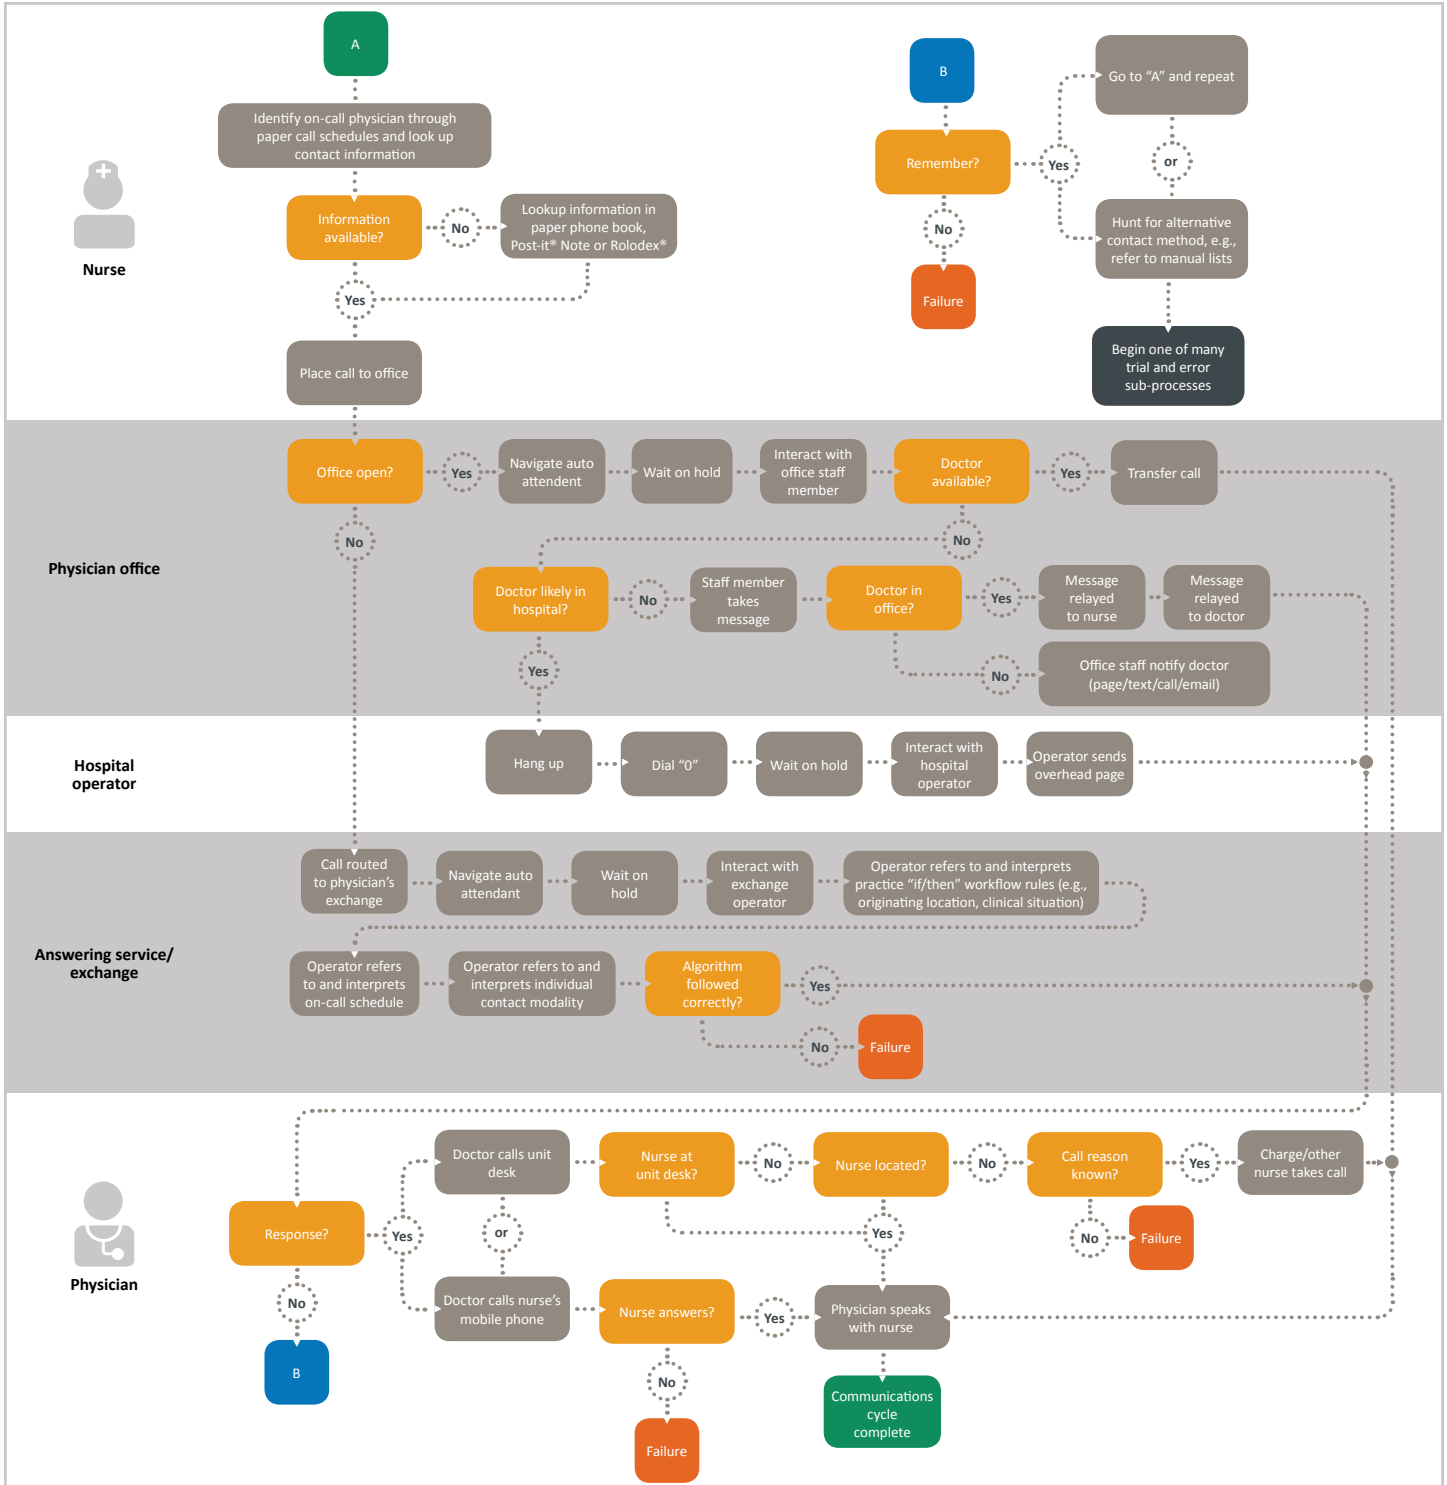 A
Identify on-call physician through
paper call schedules and look up
contact information
Information
available?
No
Lookup information in
paper phone book,
Post-it® Note or Rolodex®
Yes
Place call to office
Nurse
B
Remember?
Yes
Go to “A” and repeat
or
Hunt for alternative
contact method, e.g.,
refer to manual lists
No
Failure
Begin one of many
trial and error
sub-processes
Physician office
Office open?
Yes
Navigate auto
attendent
Wait on hold
Interact with
office staff
member
Doctor
available?
Yes
Transfer call
No
No
Doctor likely in
hospital?
No
Staff member
takes
message
Doctor in
office?
Yes
Message
relayed
to nurse
Message
relayed
to doctor
Yes
No
Office staff notify doctor
(page/text/call/email)
Hospital
operator
Hang up
Dial “0”
Wait on hold
Interact with
hospital
operator
Operator sends
overhead page
Answering service/
exchange
Call routed
to physician’s
exchange
Navigate auto
attendant
Wait on
hold
Interact with
exchange
operator
Operator refers to and interprets
practice “if/then” workflow rules (e.g.,
originating location, clinical situation)
Operator refers
to and interprets
on-call schedule
Operator refers to and
interprets individual
contact modality
Algorithm
followed
correctly?
Yes
No
Failure
Physician
Response?
Yes
Doctor calls unit
desk
or
Doctor calls nurse’s
mobile phone
Nurse at
unit desk?
No
Nurse located?
No
Call reason
known?
Yes
Charge/other
nurse takes call
Yes
No
Failure
No
B
Nurse answers?
Yes
Physician speaks
with nurse
No
Failure
Communications
cycle
complete